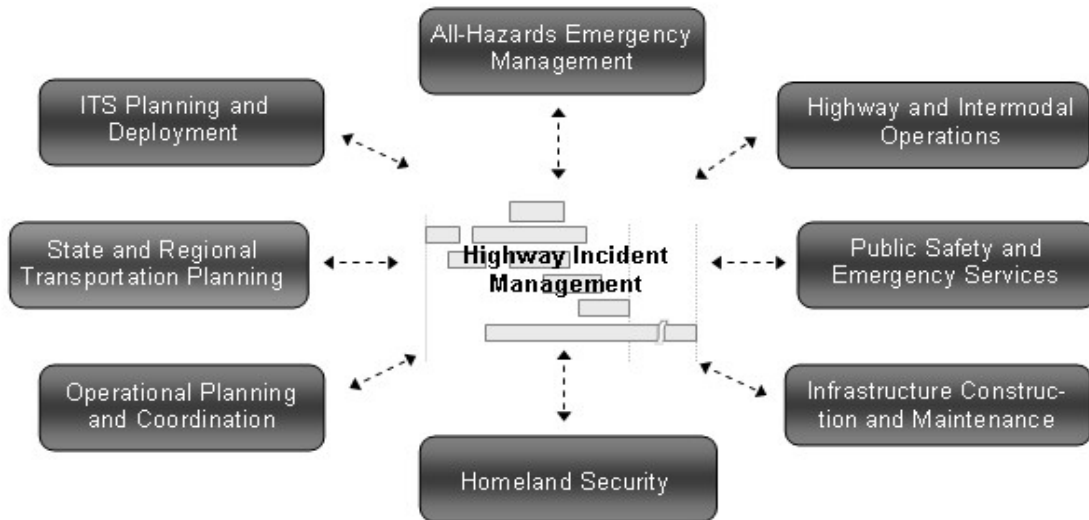 All-Hazards Emergency
Management
ITS Planning and
Deployment
Highway and Intermodal
Operations
State and Regional
Transportation Planning
Highway Incident
Management
Public Safety and
Emergency Services
Operational Planning
and Coordination
Infrastructure Construc-
tion and Maintenance
Homeland Security